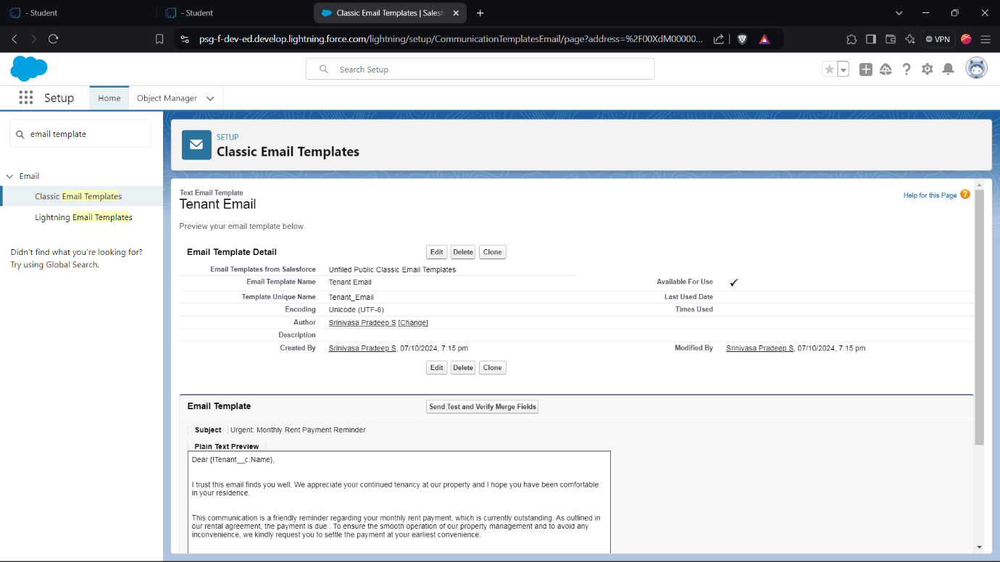 - Student
- Student
Classic Email Templates | Salesf
psg-f-dev-ed.develop.lightning.force.com/lightning/setup/CommunicationTemplatesEmail/page?address=%2F00XdM00000...
VPN
Search Setup
Setup
Home
Object Manager
email template
SETUP
Classic Email Templates
Email
Classic Email Templates
Lightning Email Templates
Didn't find what you're looking for?
Try using Global Search.
Text Email Template
Tenant Email
Help for this Page
Preview your email template below.
Email Template Detail
Edit Delete Clone
Email Templates from Salesforce Unfiled Public Classic Email Templates
Email Template Name Tenant Email Available For Use ✓
Template Unique Name Tenant_Email Last Used Date
Encoding Unicode (UTF-8) Times Used
Author Srinivasa Pradeep S [Change]
Description
Created By Srinivasa Pradeep S, 07/10/2024, 7:15 pm Modified By Srinivasa Pradeep S, 07/10/2024, 7:15 pm
Edit Delete Clone
Email Template Send Test and Verify Merge Fields
Subject Urgent: Monthly Rent Payment Reminder
Plain Text Preview
Dear {!Tenant__c.Name},
I trust this email finds you well. We appreciate your continued tenancy at our property and I hope you have been comfortable
in your residence.
This communication is a friendly reminder regarding your monthly rent payment, which is currently outstanding. As outlined in
our rental agreement, the payment is due . To ensure the smooth operation of our property management and to avoid any
inconvenience, we kindly request you to settle the payment at your earliest convenience.